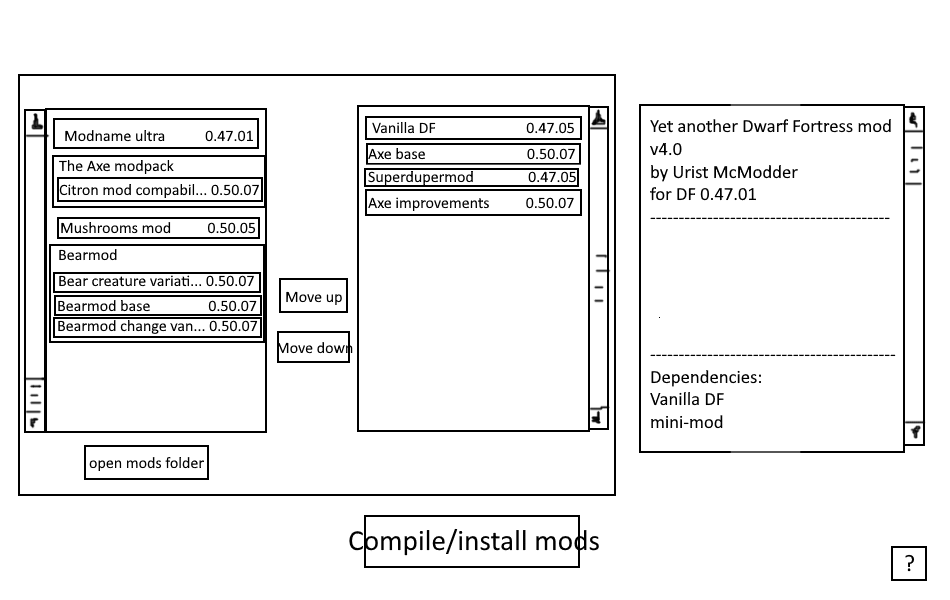 Modname ultra 0.47.01
The Axe modpack
Citron mod compabil... 0.50.07
Mushrooms mod 0.50.05
Bearmod
Bear creature variati... 0.50.07
Bearmod base 0.50.07
Bearmod change van... 0.50.07
open mods folder
Move up
Move down
Vanilla DF 0.47.05
Axe base 0.50.07
Superdupermod 0.47.05
Axe improvements 0.50.07
Yet another Dwarf Fortress mod
v4.0
by Urist McModder
for DF 0.47.01
-------------------------------------------
.
--------------------------------------------
Dependencies:
Vanilla DF
mini-mod
Compile/install mods
?